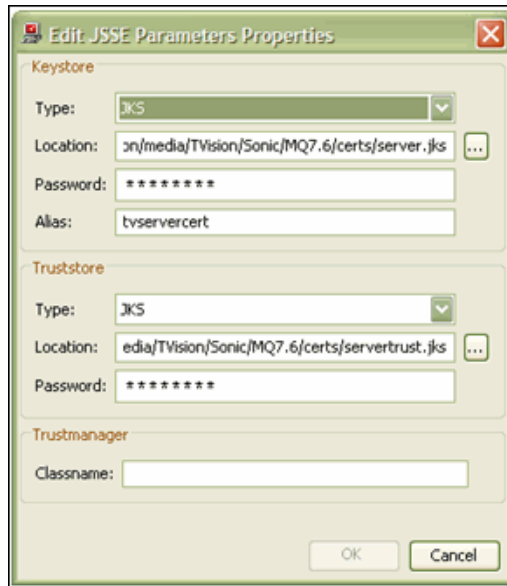 Edit JSSE Parameters Properties
Keystore
Type: JKS
Location: on/media/TVision/Sonic/MQ7.6/certs/server.jks ...
Password: ********
Alias: tvservercert
Truststore
Type: JKS
Location: edia/TVision/Sonic/MQ7.6/certs/servertrust.jks ...
Password: ********
Trustmanager
Classname:
OK Cancel